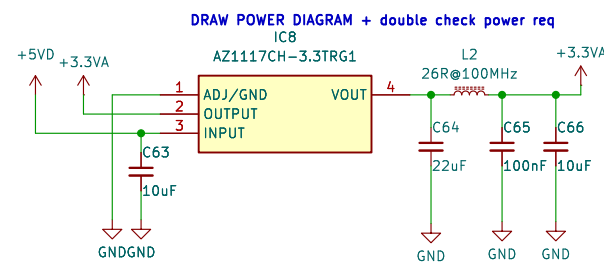 DRAW POWER DIAGRAM + double check power req
IC8
AZ1117CH-3.3TRG1
+5VD
+3.3VA
L2
26R@100MHz
+3.3VA
1
ADJ/GND
2
OUTPUT
3
INPUT
VOUT
4
C63
10uF
C64
22uF
C65
100nF
C66
10uF
GND
GND
GND
GND
GND